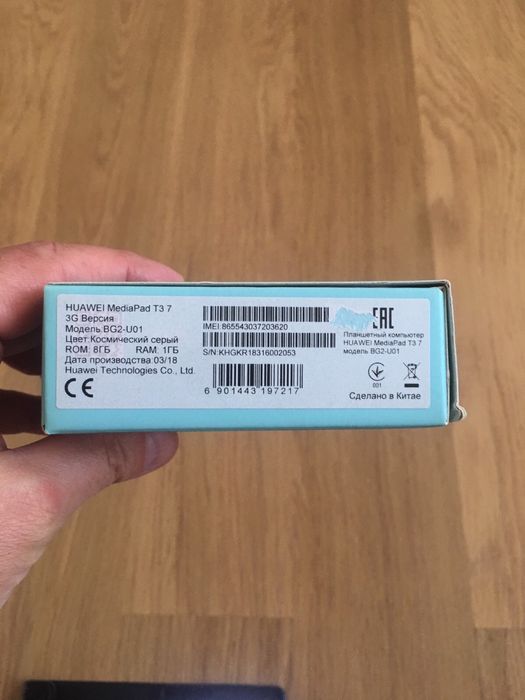 HUAWEI MediaPad T3 7
3G Версия
Модель:BG2-U01
Цвет:Космический серый
ROM: 8ГБ RAM: 1ГБ
Дата производства:03/18
Huawei Technologies Co., Ltd.
CE
IMEI:865543037203620
S/N:KHGKR18316002053
6 901443 197217
EAC
Планшетный компьютер
HUAWEI MediaPad T3 7
модель BG2-U01
001
Сделано в Китае